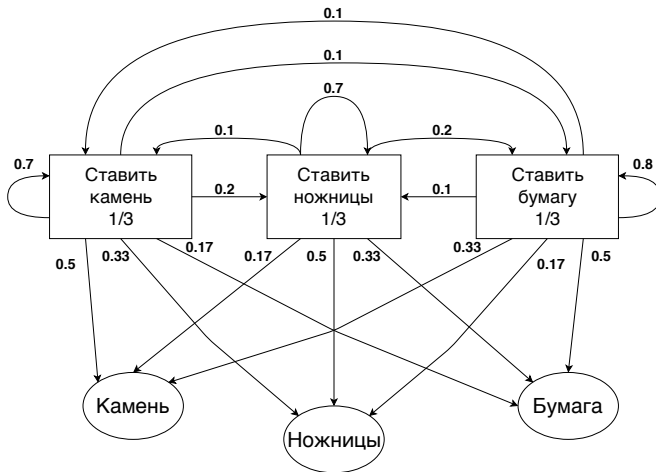 0.1
0.1
0.7
0.1
0.2
0.7
Ставить
камень
1/3
0.2
Ставить
ножницы
1/3
0.1
Ставить
бумагу
1/3
0.8
0.5
0.33
0.17
0.17
0.5
0.33
0.33
0.17
0.5
Камень
Ножницы
Бумага